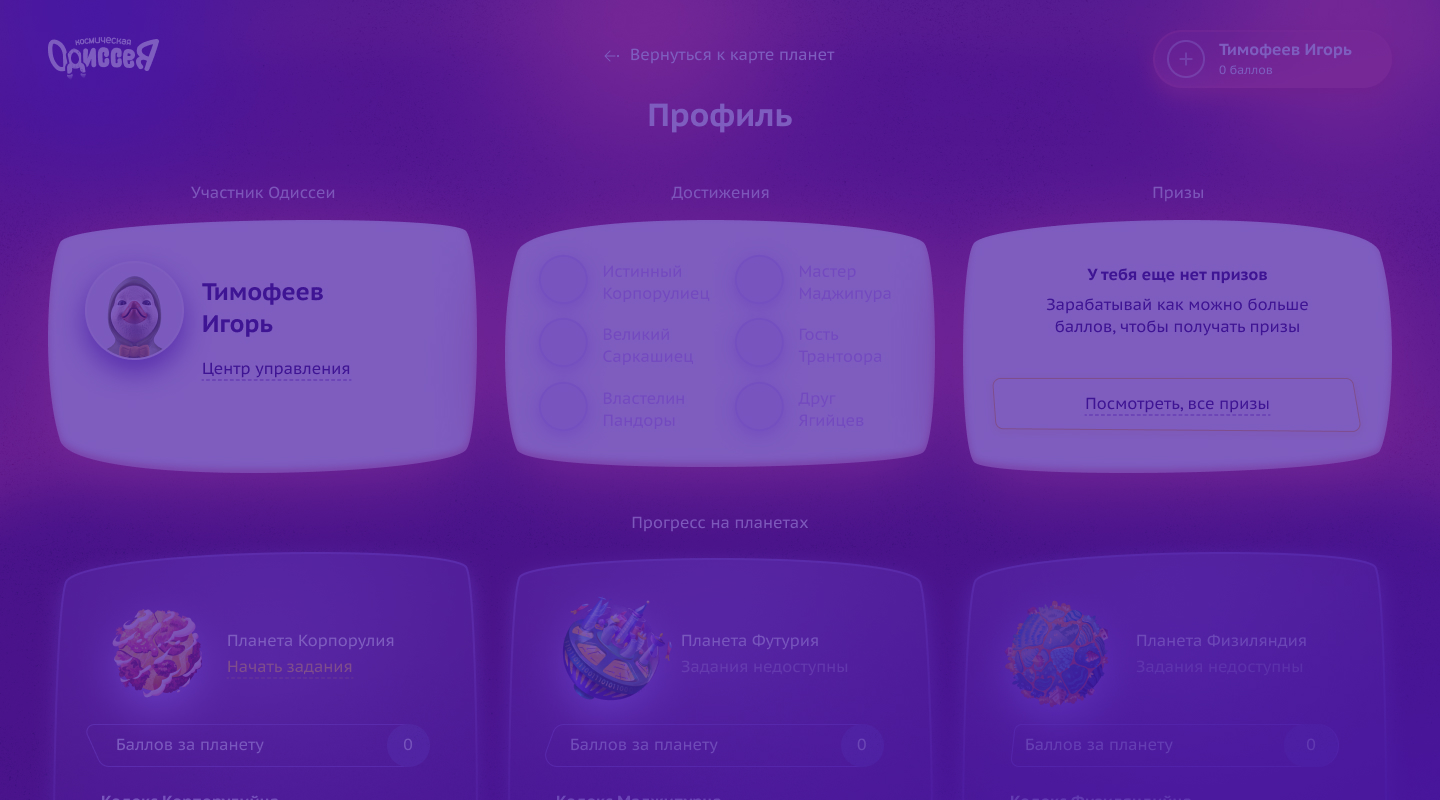 космическая
Одиссея
Вернуться к карте планет
Тимофеев Игорь
0 баллов
Профиль
Участник Одиссеи
Достижения
Призы
Тимофеев
Игорь
Центр управления
Истинный
Корпорулиец
Мастер
Маджипура
Великий
Саркашиец
Гость
Трантоора
Властелин
Пандоры
Друг
Ягийцев
У тебя еще нет призов
Зарабатывай как можно больше
баллов, чтобы получать призы
Посмотреть, все призы
Прогресс на планетах
Планета Корпорулия
Начать задания
Планета Футурия
Задания недоступны
Планета Физиляндия
Задания недоступны
Баллов за планету
0
Баллов за планету
0
Баллов за планету
0